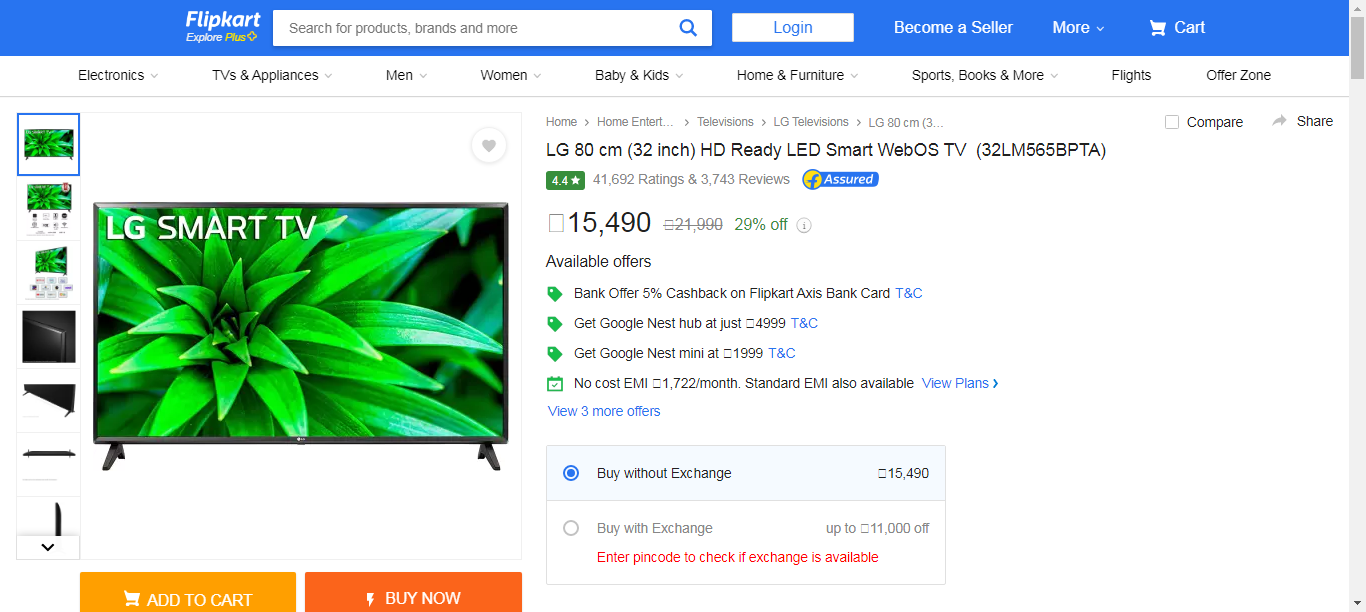 Flipkart
Explore Plus
Search for products, brands and more
Login
Become a Seller
More
Cart
Electronics
TVs & Appliances
Men
Women
Baby & Kids
Home & Furniture
Sports, Books & More
Flights
Offer Zone
Home > Home Entert... > Televisions > LG Televisions > LG 80 cm (3...
Compare
Share
LG 80 cm (32 inch) HD Ready LED Smart WebOS TV (32LM565BPTA)
4.4★ 41,692 Ratings & 3,743 Reviews Assured
LG SMART TV
LG SMART TV
□15,490 □21,990 29% off
Available offers
Bank Offer 5% Cashback on Flipkart Axis Bank Card T&C
Get Google Nest hub at just □4999 T&C
Get Google Nest mini at □1999 T&C
No cost EMI □1,722/month. Standard EMI also available View Plans >
View 3 more offers
Buy without Exchange □15,490
Buy with Exchange up to □11,000 off
Enter pincode to check if exchange is available
ADD TO CART
BUY NOW